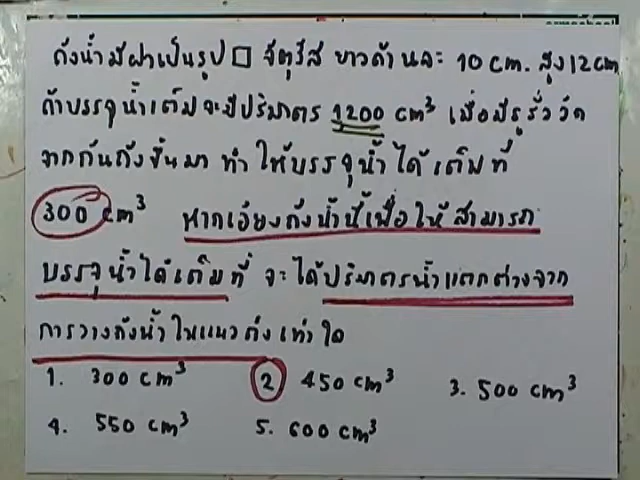 ถังน้ำมีฝาเป็นรูป □ จัตุรัส ยาวด้านละ 10 cm. สูง 12 cm
ถ้าบรรจุน้ำเต็มจะมีปริมาตร 1200 cm³ เมื่อมีรูรั่ววัด
จากก้นถังขึ้นมา ทำให้บรรจุน้ำได้เต็มที่
300 cm³ หากเอียงถังน้ำนี้เพื่อให้สามารถ
บรรจุน้ำได้เต็มที่ จะได้ปริมาตรน้ำแตกต่างจาก
การวางถังน้ำในแนวตั้งเท่าใด
1. 300 cm³ 2 450 cm³ 3. 500 cm³
4. 550 cm³ 5. 600 cm³